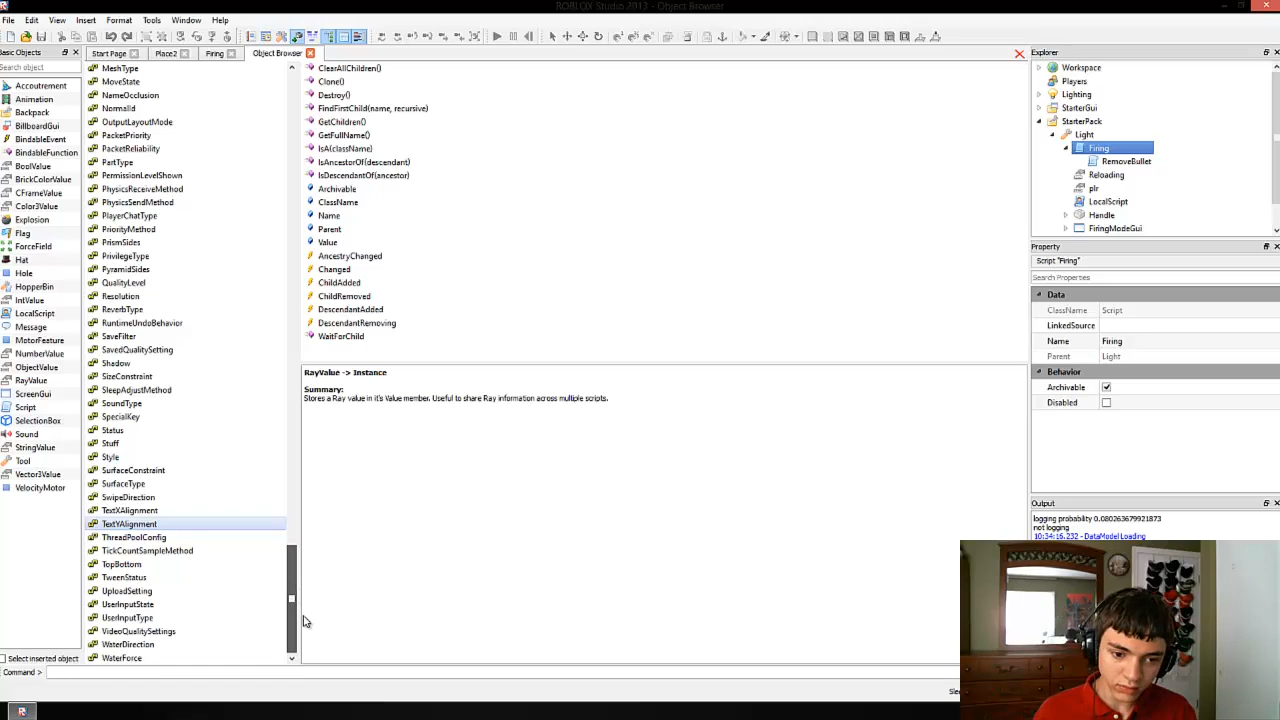 ROBLOX Studio 2013 - Object Browser
File Edit View Insert Format Tools Window Help
Basic Objects
Start Page
Place2
Firing
Object Browser
Search object
Accoutrement
Animation
Backpack
BillboardGui
BindableEvent
BindableFunction
BoolValue
BrickColorValue
CFrameValue
Color3Value
Explosion
Flag
ForceField
Hat
Hole
HopperBin
IntValue
LocalScript
Message
MotorFeature
NumberValue
ObjectValue
RayValue
ScreenGui
Script
SelectionBox
Sound
StringValue
Tool
Vector3Value
VelocityMotor
Select inserted object
MeshType
MoveState
NameOcclusion
NormalId
OutputLayoutMode
PacketPriority
PacketReliability
PartType
PermissionLevelShown
PhysicsReceiveMethod
PhysicsSendMethod
PlayerChatType
PriorityMethod
PrismSides
PrivilegeType
PyramidSides
QualityLevel
Resolution
ReverbType
RuntimeUndoBehavior
SaveFilter
SavedQualitySetting
Shadow
SizeConstraint
SleepAdjustMethod
SoundType
SpecialKey
Status
Stuff
Style
SurfaceConstraint
SurfaceType
SwipeDirection
TextXAlignment
TextYAlignment
ThreadPoolConfig
TickCountSampleMethod
TopBottom
TweenStatus
UploadSetting
UserInputState
UserInputType
VideoQualitySettings
WaterDirection
WaterForce
ClearAllChildren()
Clone()
Destroy()
FindFirstChild(name, recursive)
GetChildren()
GetFullName()
IsA(className)
IsAncestorOf(descendant)
IsDescendantOf(ancestor)
Archivable
ClassName
Name
Parent
Value
AncestryChanged
Changed
ChildAdded
ChildRemoved
DescendantAdded
DescendantRemoving
WaitForChild
RayValue -> Instance
Summary:
Stores a Ray value in it's Value member. Useful to share Ray information across multiple scripts.
Explorer
Workspace
Players
Lighting
StarterGui
StarterPack
Light
Firing
RemoveBullet
Reloading
plr
LocalScript
Handle
FiringModeGui
Property
Script "Firing"
Search Properties
Data
ClassName Script
LinkedSource
Name Firing
Parent Light
Behavior
Archivable
Disabled
Output
logging probability 0.080263679921873
not logging
10:34:16.232 - DataModel Loading
Command >